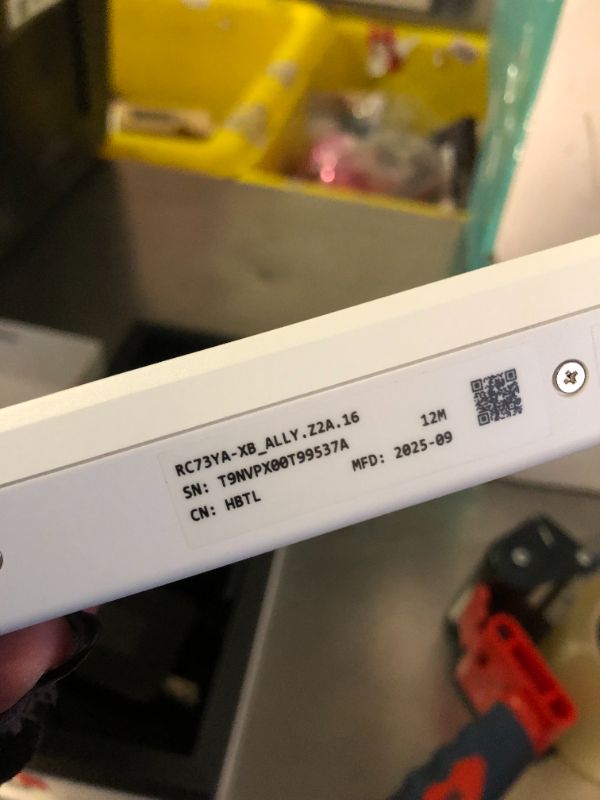 RC73YA-XB_ALLY.Z2A.16
12M
SN: T9NVPX00T99537A
MFD: 2025-09
CN: HBTL